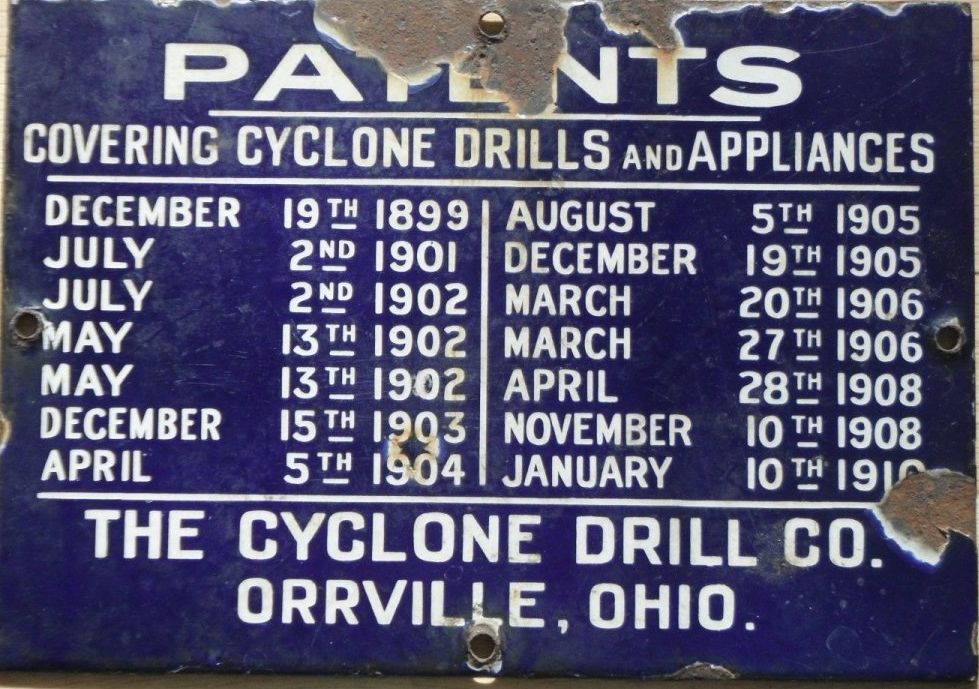 PATENTS
COVERING CYCLONE DRILLS AND APPLIANCES
DECEMBER 19TH 1899
JULY 2ND 1901
JULY 2ND 1902
MAY 13TH 1902
MAY 13TH 1902
DECEMBER 15TH 1903
APRIL 5TH 1904
AUGUST 5TH 1905
DECEMBER 19TH 1905
MARCH 20TH 1906
MARCH 27TH 1906
APRIL 28TH 1908
NOVEMBER 10TH 1908
JANUARY 10TH 1910
THE CYCLONE DRILL CO.
ORRVILLE, OHIO.